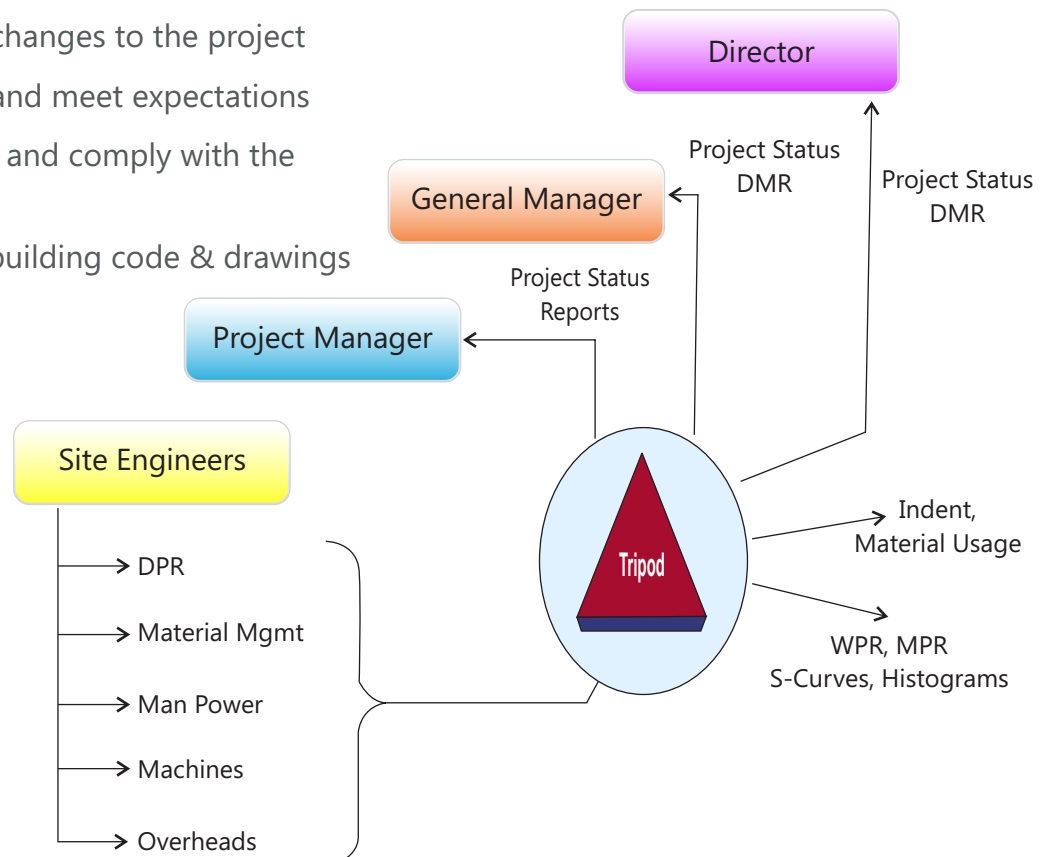 changes to the project
and meet expectations
and comply with the
building code & drawings
Director
Project Status
DMR
Project Status
DMR
General Manager
Project Status
Reports
Project Manager
Site Engineers
DPR
Material Mgmt
Man Power
Machines
Overheads
Tripod
Indent,
Material Usage
WPR, MPR
S-Curves, Histograms